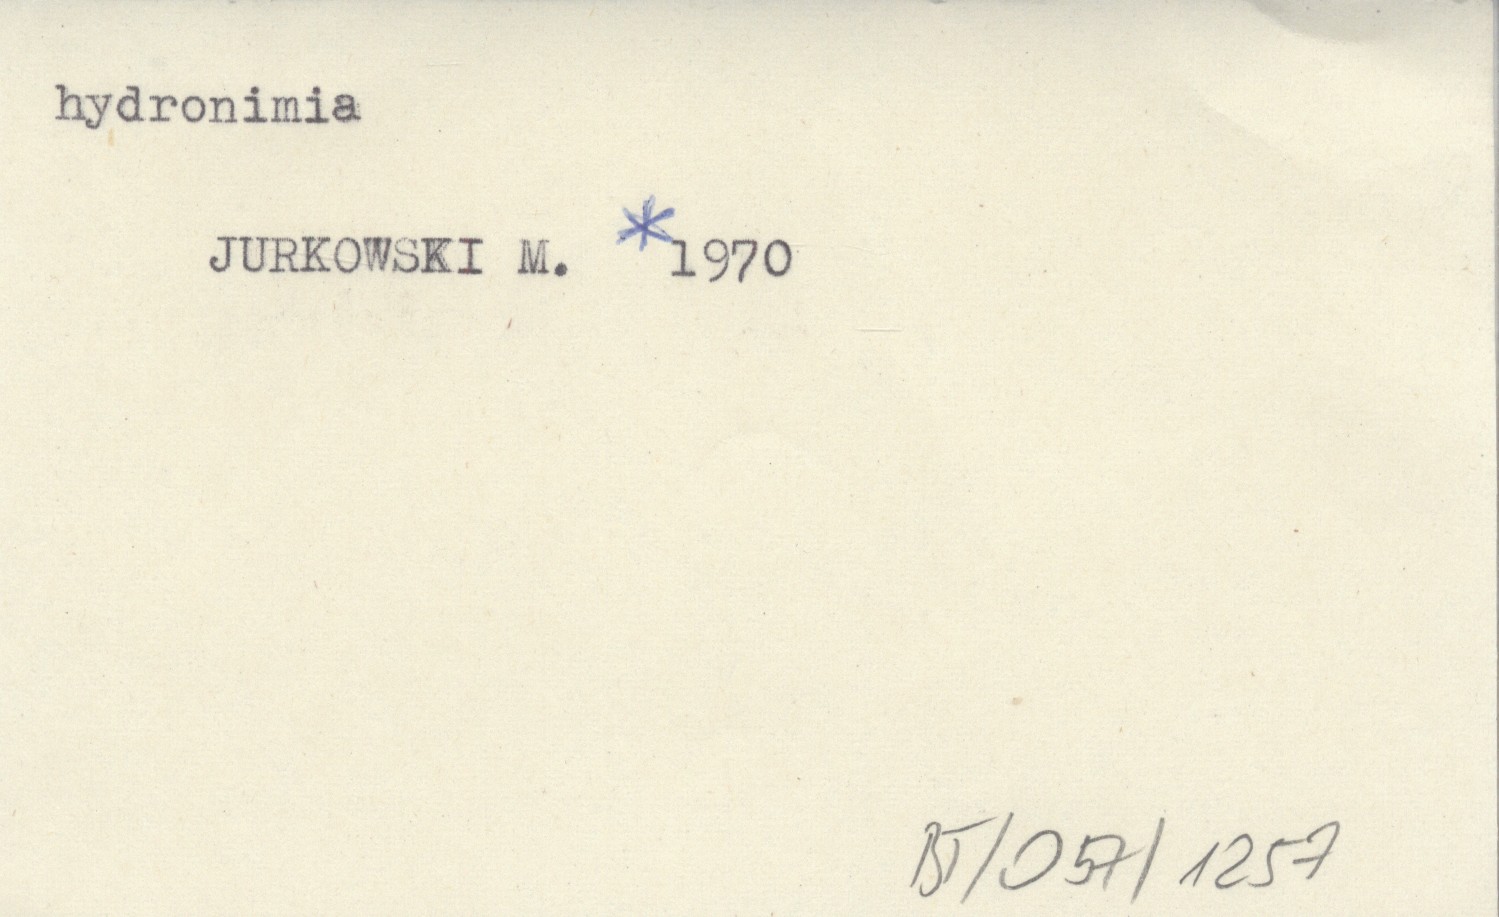 hydronimia
JURKOWSKI M. *1970
BT/057/1257